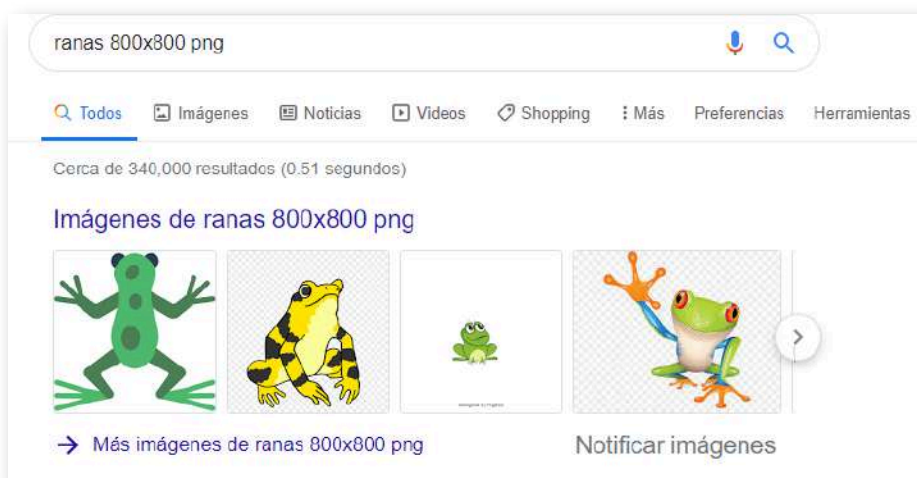 ranas 800x800 png
Todos Imágenes Noticias Videos Shopping Más Preferencias Herramientas
Cerca de 340,000 resultados (0.51 segundos)
Imágenes de ranas 800x800 png
Más imágenes de ranas 800x800 png Notificar imágenes